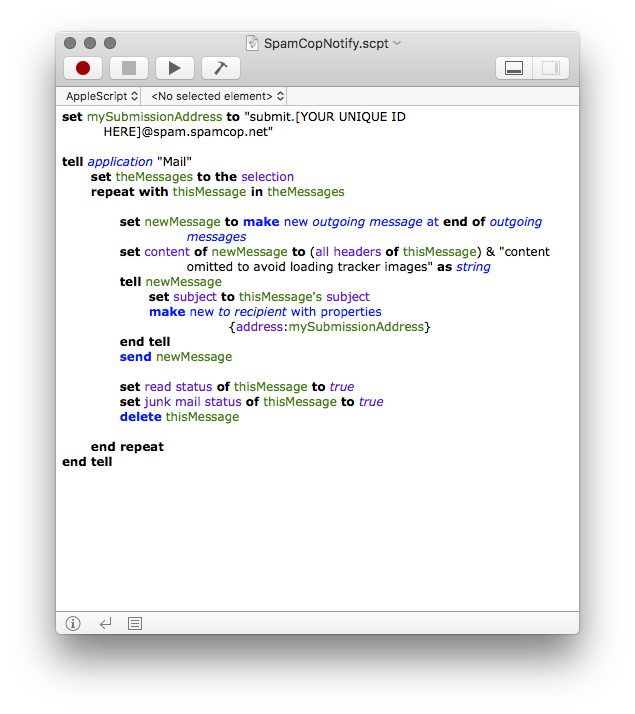 SpamCopNotify.scpt
AppleScript <No selected element>
set mySubmissionAddress to "submit.[YOUR UNIQUE ID
HERE]@spam.spamcop.net"
tell application "Mail"
set theMessages to the selection
repeat with thisMessage in theMessages
set newMessage to make new outgoing message at end of outgoing
messages
set content of newMessage to (all headers of thisMessage) & "content
omitted to avoid loading tracker images" as string
tell newMessage
set subject to thisMessage's subject
make new to recipient with properties
{address:mySubmissionAddress}
end tell
send newMessage
set read status of thisMessage to true
set junk mail status of thisMessage to true
delete thisMessage
end repeat
end tell